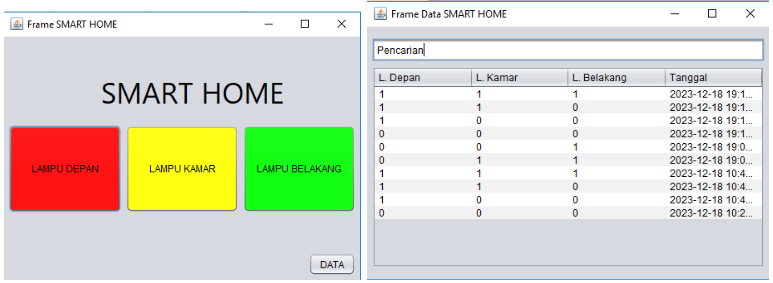 Frame SMART HOME
SMART HOME
LAMPU DEPAN LAMPU KAMAR LAMPU BELAKANG
DATA
Frame Data SMART HOME
Pencarian
L. Depan L. Kamar L. Belakang Tanggal
1 1 1 2023-12-18 19:1...
1 1 0 2023-12-18 19:1...
1 0 0 2023-12-18 19:1...
0 0 0 2023-12-18 19:1...
0 0 1 2023-12-18 19:0...
0 1 1 2023-12-18 19:0...
1 1 1 2023-12-18 10:4...
1 1 0 2023-12-18 10:4...
1 0 0 2023-12-18 10:4...
0 0 0 2023-12-18 10:2...